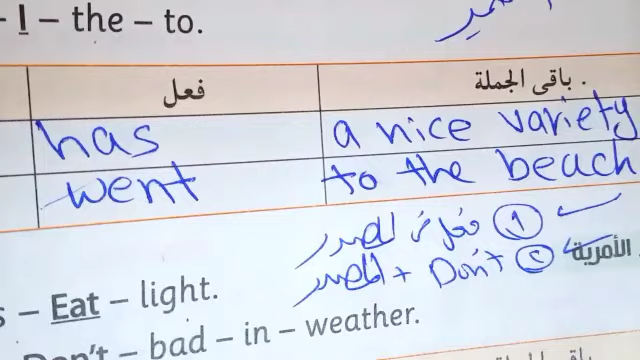 - I – the – to.
فعل
باقى الجملة .
has
a nice variety
went
to the beach
① فعل في المصدر
② Don't + المصدر
الأمرية
s – Eat – light.
Don't – bad – in – weather.